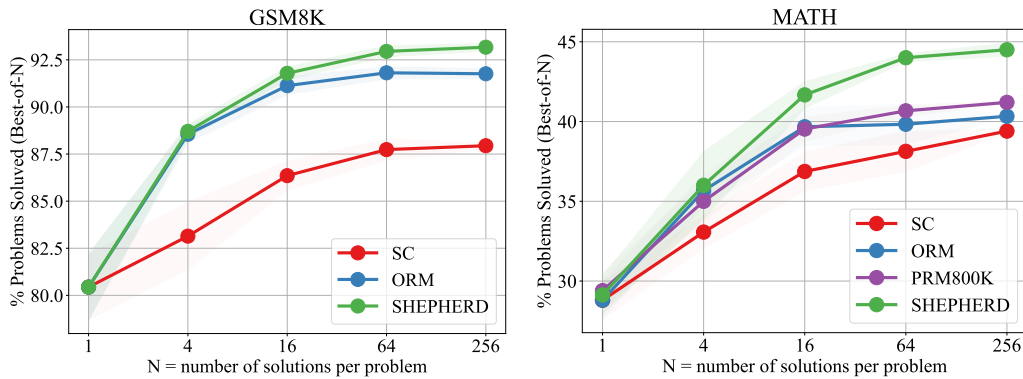 GSM8K
% Problems Soluved (Best-of-N)
92.5
90.0
87.5
85.0
82.5
80.0
SC
ORM
SHEPHERD
1
4
16
64
256
N = number of solutions per problem
MATH
% Problems Soluved (Best-of-N)
45
40
35
30
SC
ORM
PRM800K
SHEPHERD
1
4
16
64
256
N = number of solutions per problem